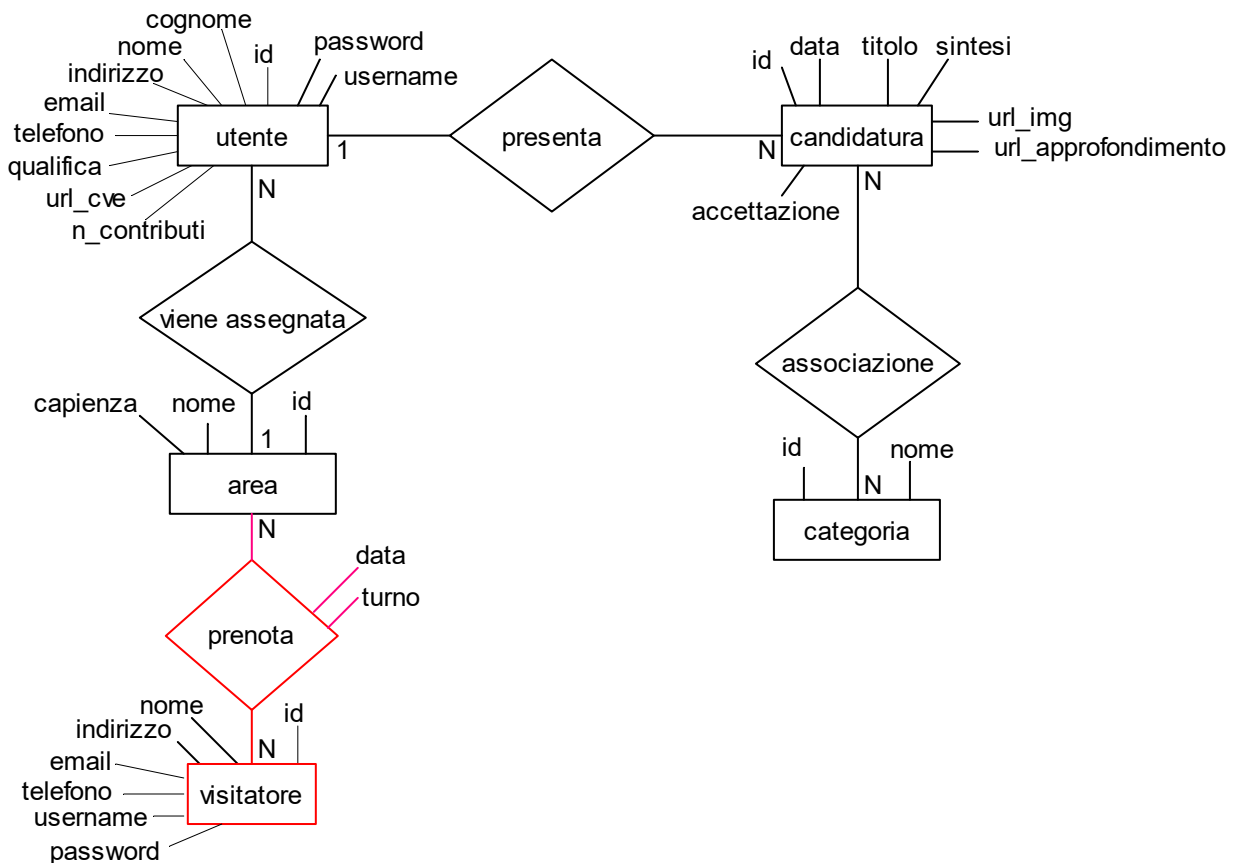 cognome
nome
id
password
indirizzo
username
email
telefono
qualifica
url_cve
n_contributi
utente
1
N
presenta
id
data
titolo
sintesi
url_img
url_approfondimento
candidatura
N
N
accettazione
viene assegnata
associazione
capienza
nome
id
1
area
N
id
nome
N
categoria
data
turno
prenota
nome
id
indirizzo
N
email
telefono
username
password
visitatore